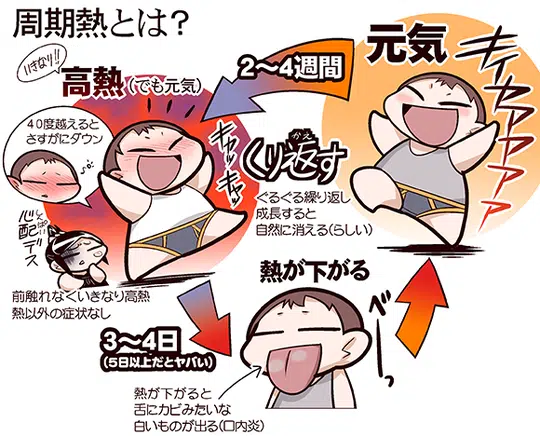 周期熱とは？
いきなり!!
高熱(でも元気)
2〜4週間
元気
キイヤアアアアァ
40度越えると
さすがにダウン
キャッキャッ
かえ
くり返す
ぐるぐる繰り返し
成長すると
自然に消える(らしい)
心配デス
前触れなくいきなり高熱
熱以外の症状なし
熱が下がる
3〜4日
(5日以上だとヤバい)
べっ
熱が下がると
舌にカビみたいな
白いものが出る(口内炎)